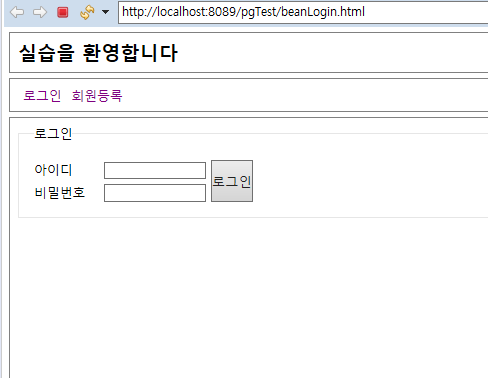 http://localhost:8089/pgTest/beanLogin.html
실습을 환영합니다
로그인 회원등록
로그인
아이디
비밀번호
로그인